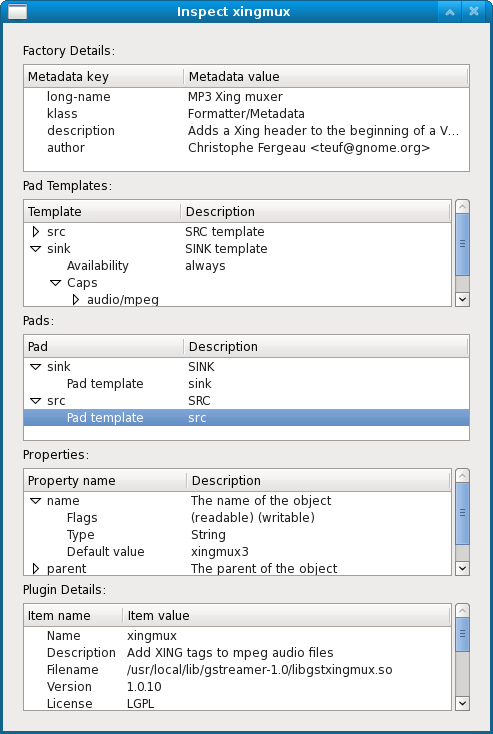 Inspect xingmux
Factory Details:
Metadata key Metadata value
long-name MP3 Xing muxer
klass Formatter/Metadata
description Adds a Xing header to the beginning of a V...
author Christophe Fergeau <teuf@gnome.org>
Pad Templates:
Template Description
src SRC template
sink SINK template
Availability always
Caps
audio/mpeg
Pads:
Pad Description
sink SINK
Pad template sink
src SRC
Pad template src
Properties:
Property name Description
name The name of the object
Flags (readable) (writable)
Type String
Default value xingmux3
parent The parent of the object
Plugin Details:
Item name Item value
Name xingmux
Description Add XING tags to mpeg audio files
Filename /usr/local/lib/gstreamer-1.0/libgstxingmux.so
Version 1.0.10
License LGPL